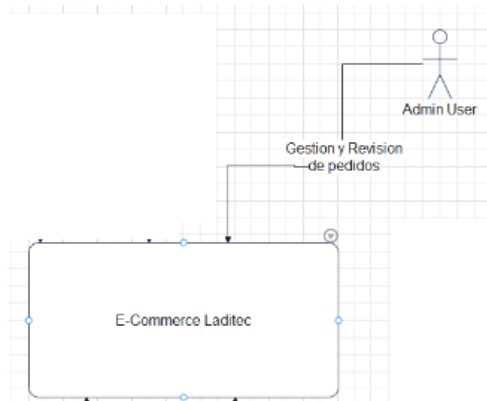 Admin User
Gestion y Revision
de pedidos
E-Commerce Laditec